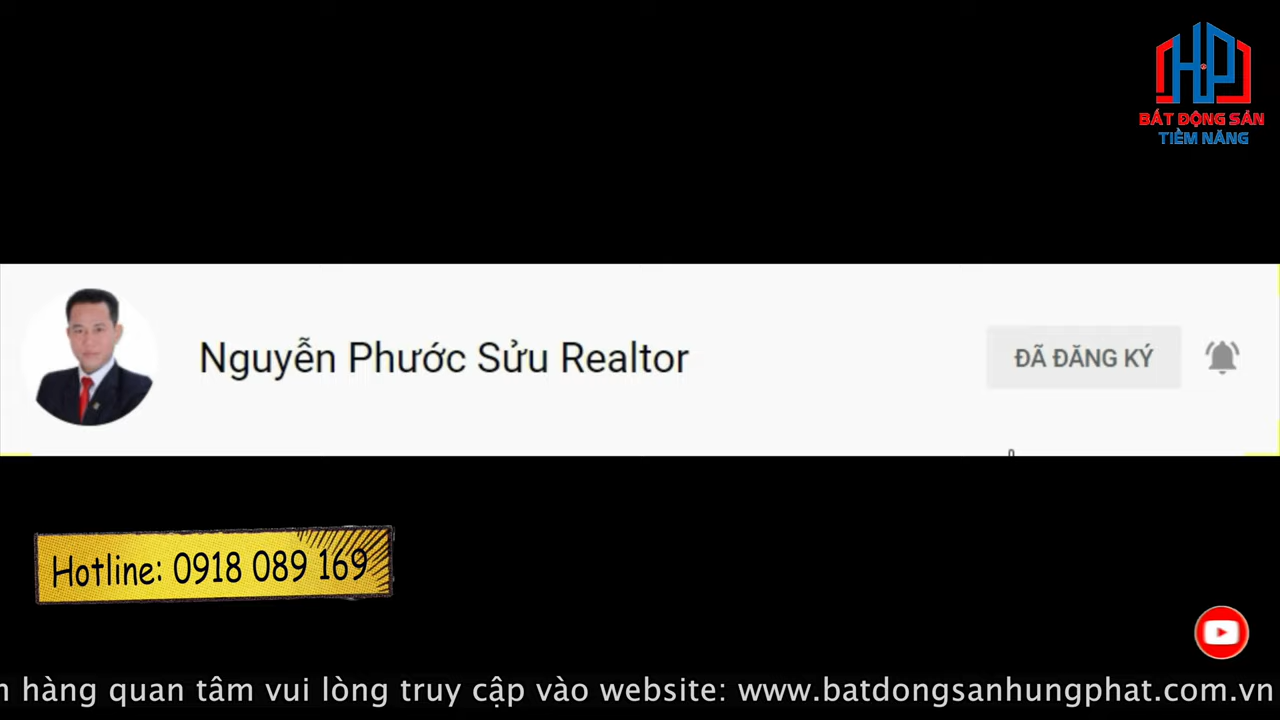 HP
BẤT ĐỘNG SẢN
TIỀM NĂNG
Nguyễn Phước Sửu Realtor
ĐÃ ĐĂNG KÝ
Hotline: 0918 089 169
hàng quan tâm vui lòng truy cập vào website: www.batdongsanhungphat.com.vn